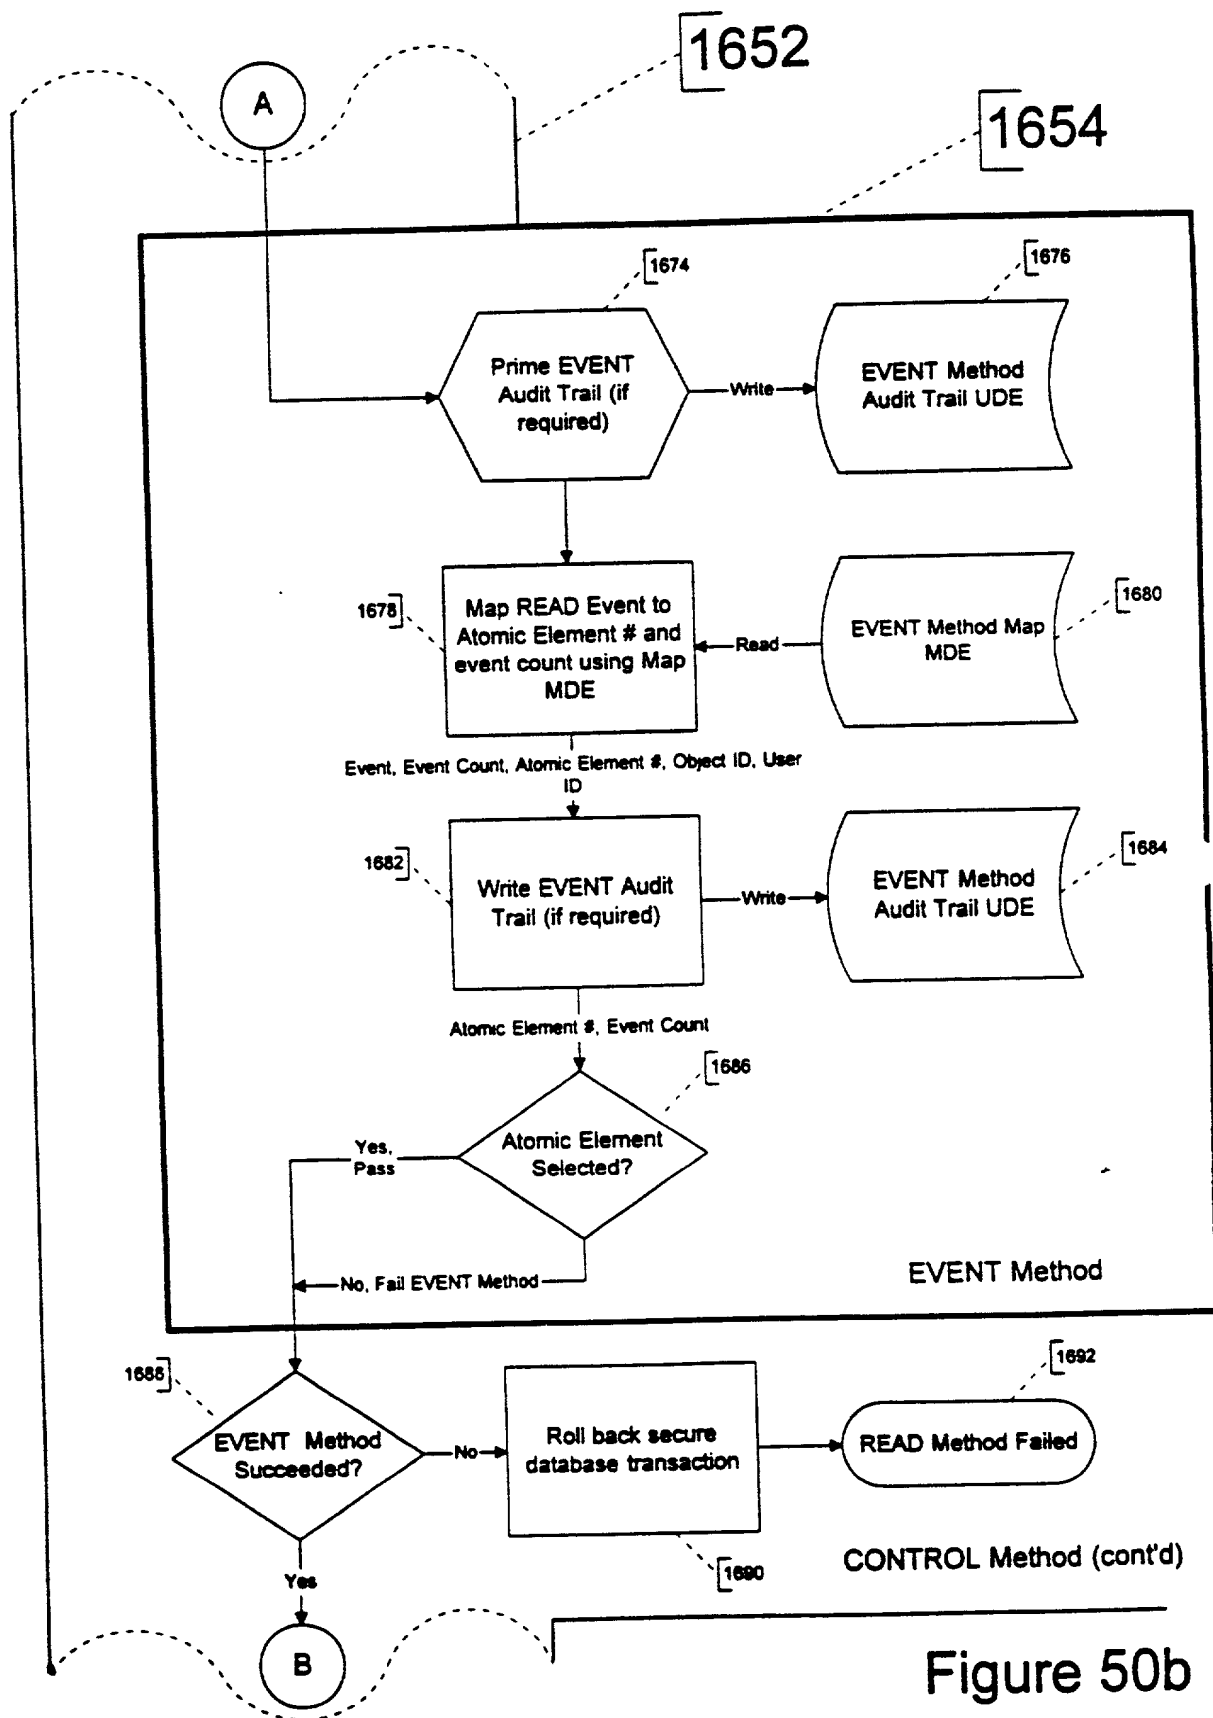 1652
A
1654
1674
1676
Prime EVENT
Audit Trail (if
required)
Write
EVENT Method
Audit Trail UDE
1678
Map READ Event to
Atomic Element # and
event count using Map
MDE
Read
EVENT Method Map
MDE
1680
Event, Event Count, Atomic Element #, Object ID, User
ID
1682
Write EVENT Audit
Trail (if required)
Write
EVENT Method
Audit Trail UDE
1684
Atomic Element #, Event Count
1686
Atomic Element
Selected?
Yes,
Pass
No, Fail EVENT Method
EVENT Method
1688
EVENT Method
Succeeded?
No
Roll back secure
database transaction
1692
READ Method Failed
1690
CONTROL Method (cont'd)
Yes
B
Figure 50b